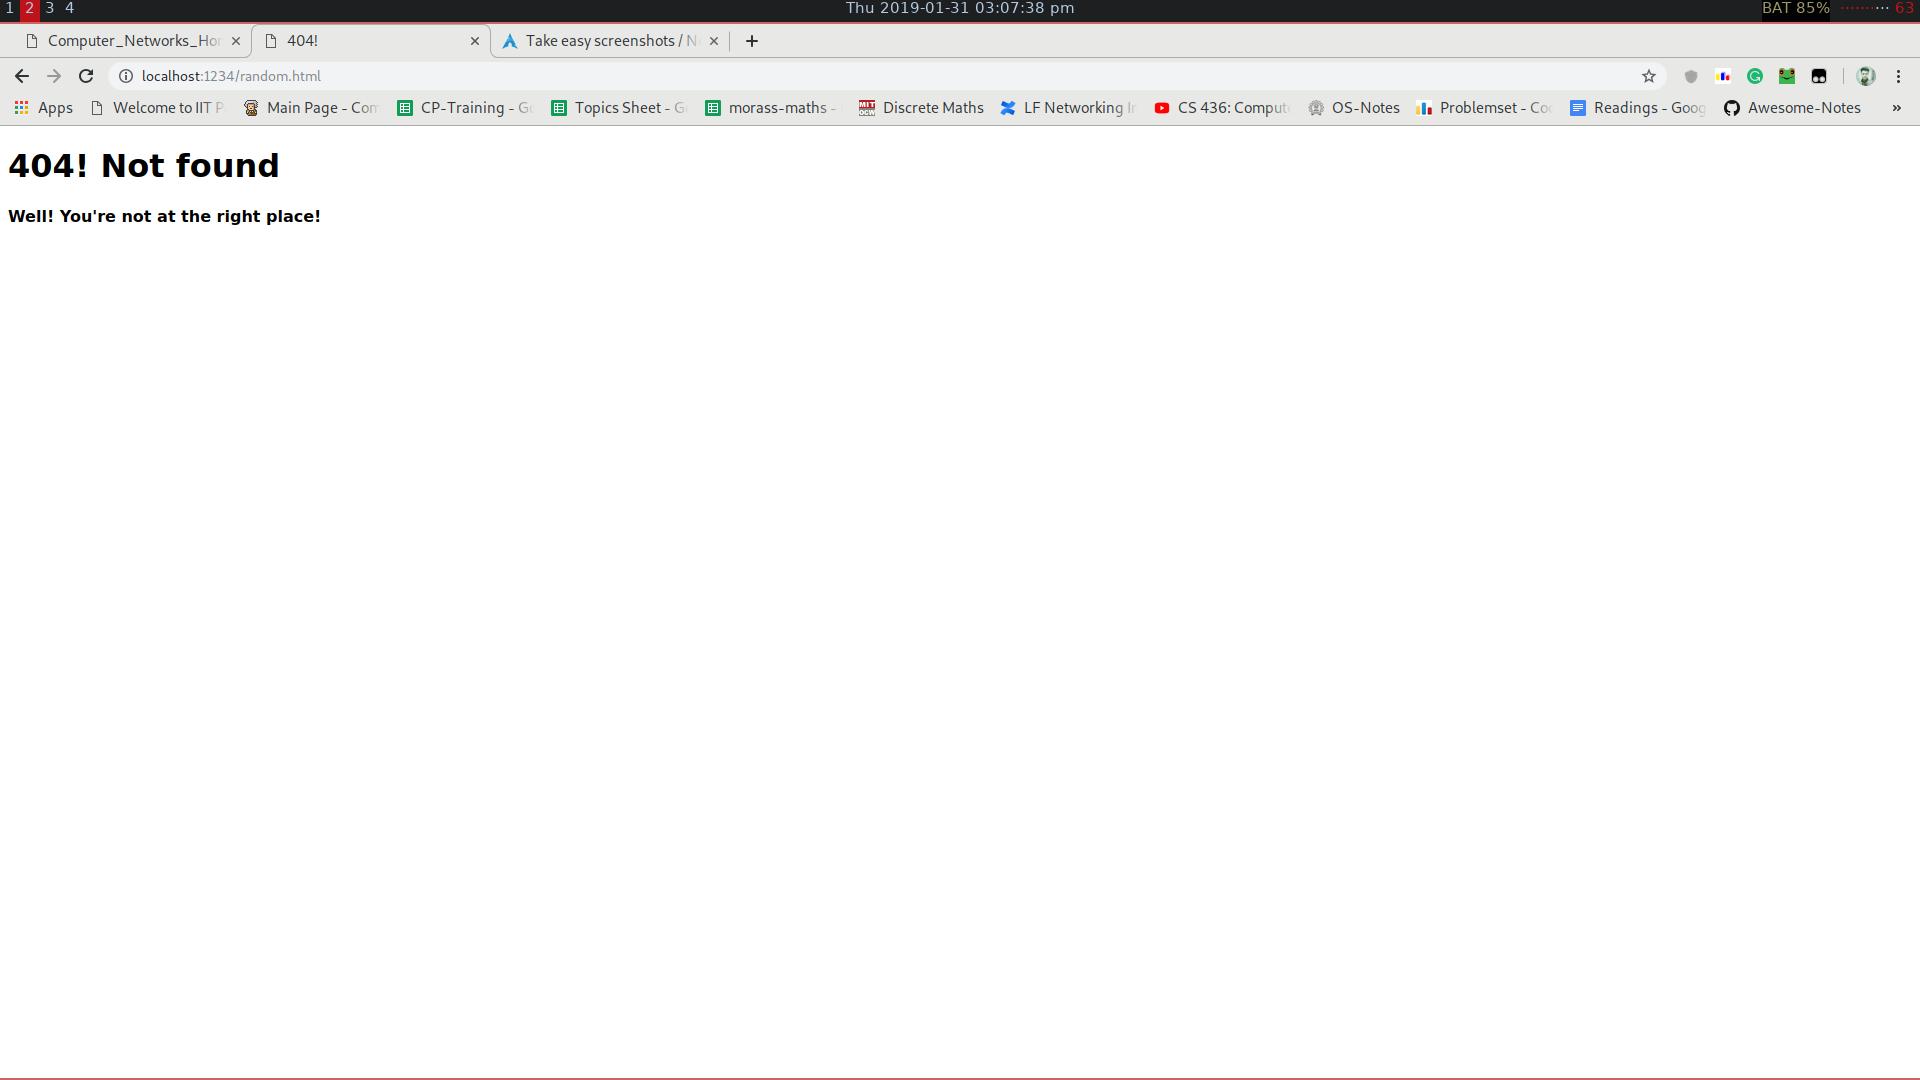 1 2 3 4 Thu 2019-01-31 03:07:38 pm BAT 85% 63
Computer_Networks_Ho 404! Take easy screenshots / N
localhost:1234/random.html
Apps Welcome to IIT P Main Page - Com CP-Training - Go Topics Sheet - G morass-maths - Discrete Maths LF Networking In CS 436: Comput OS-Notes Problemset - Co Readings - Goog Awesome-Notes »
404! Not found
Well! You're not at the right place!